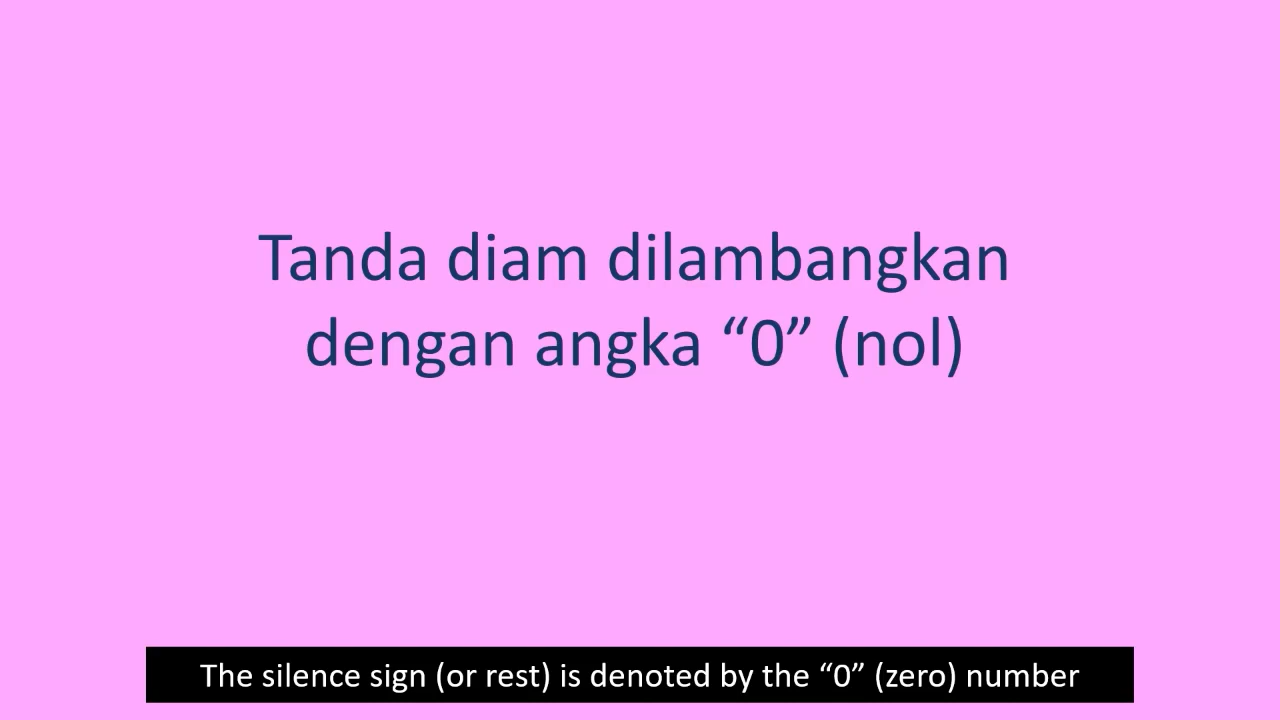 Tanda diam dilambangkan
dengan angka “0” (nol)
The silence sign (or rest) is denoted by the “0” (zero) number